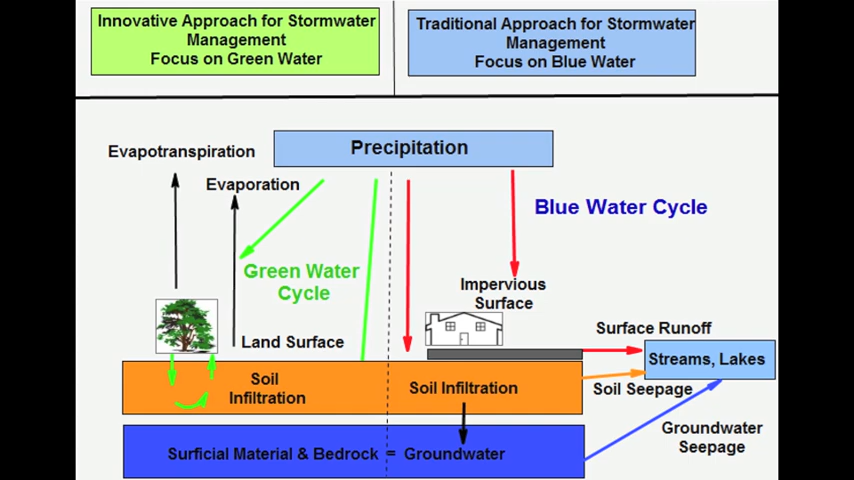 Innovative Approach for Stormwater
Management
Focus on Green Water
Traditional Approach for Stormwater
Management
Focus on Blue Water
Precipitation
Evapotranspiration
Evaporation
Blue Water Cycle
Green Water
Cycle
Impervious
Surface
Land Surface
Surface Runoff
Streams, Lakes
Soil
Infiltration
Soil Infiltration
Soil Seepage
Groundwater
Seepage
Surficial Material & Bedrock = Groundwater